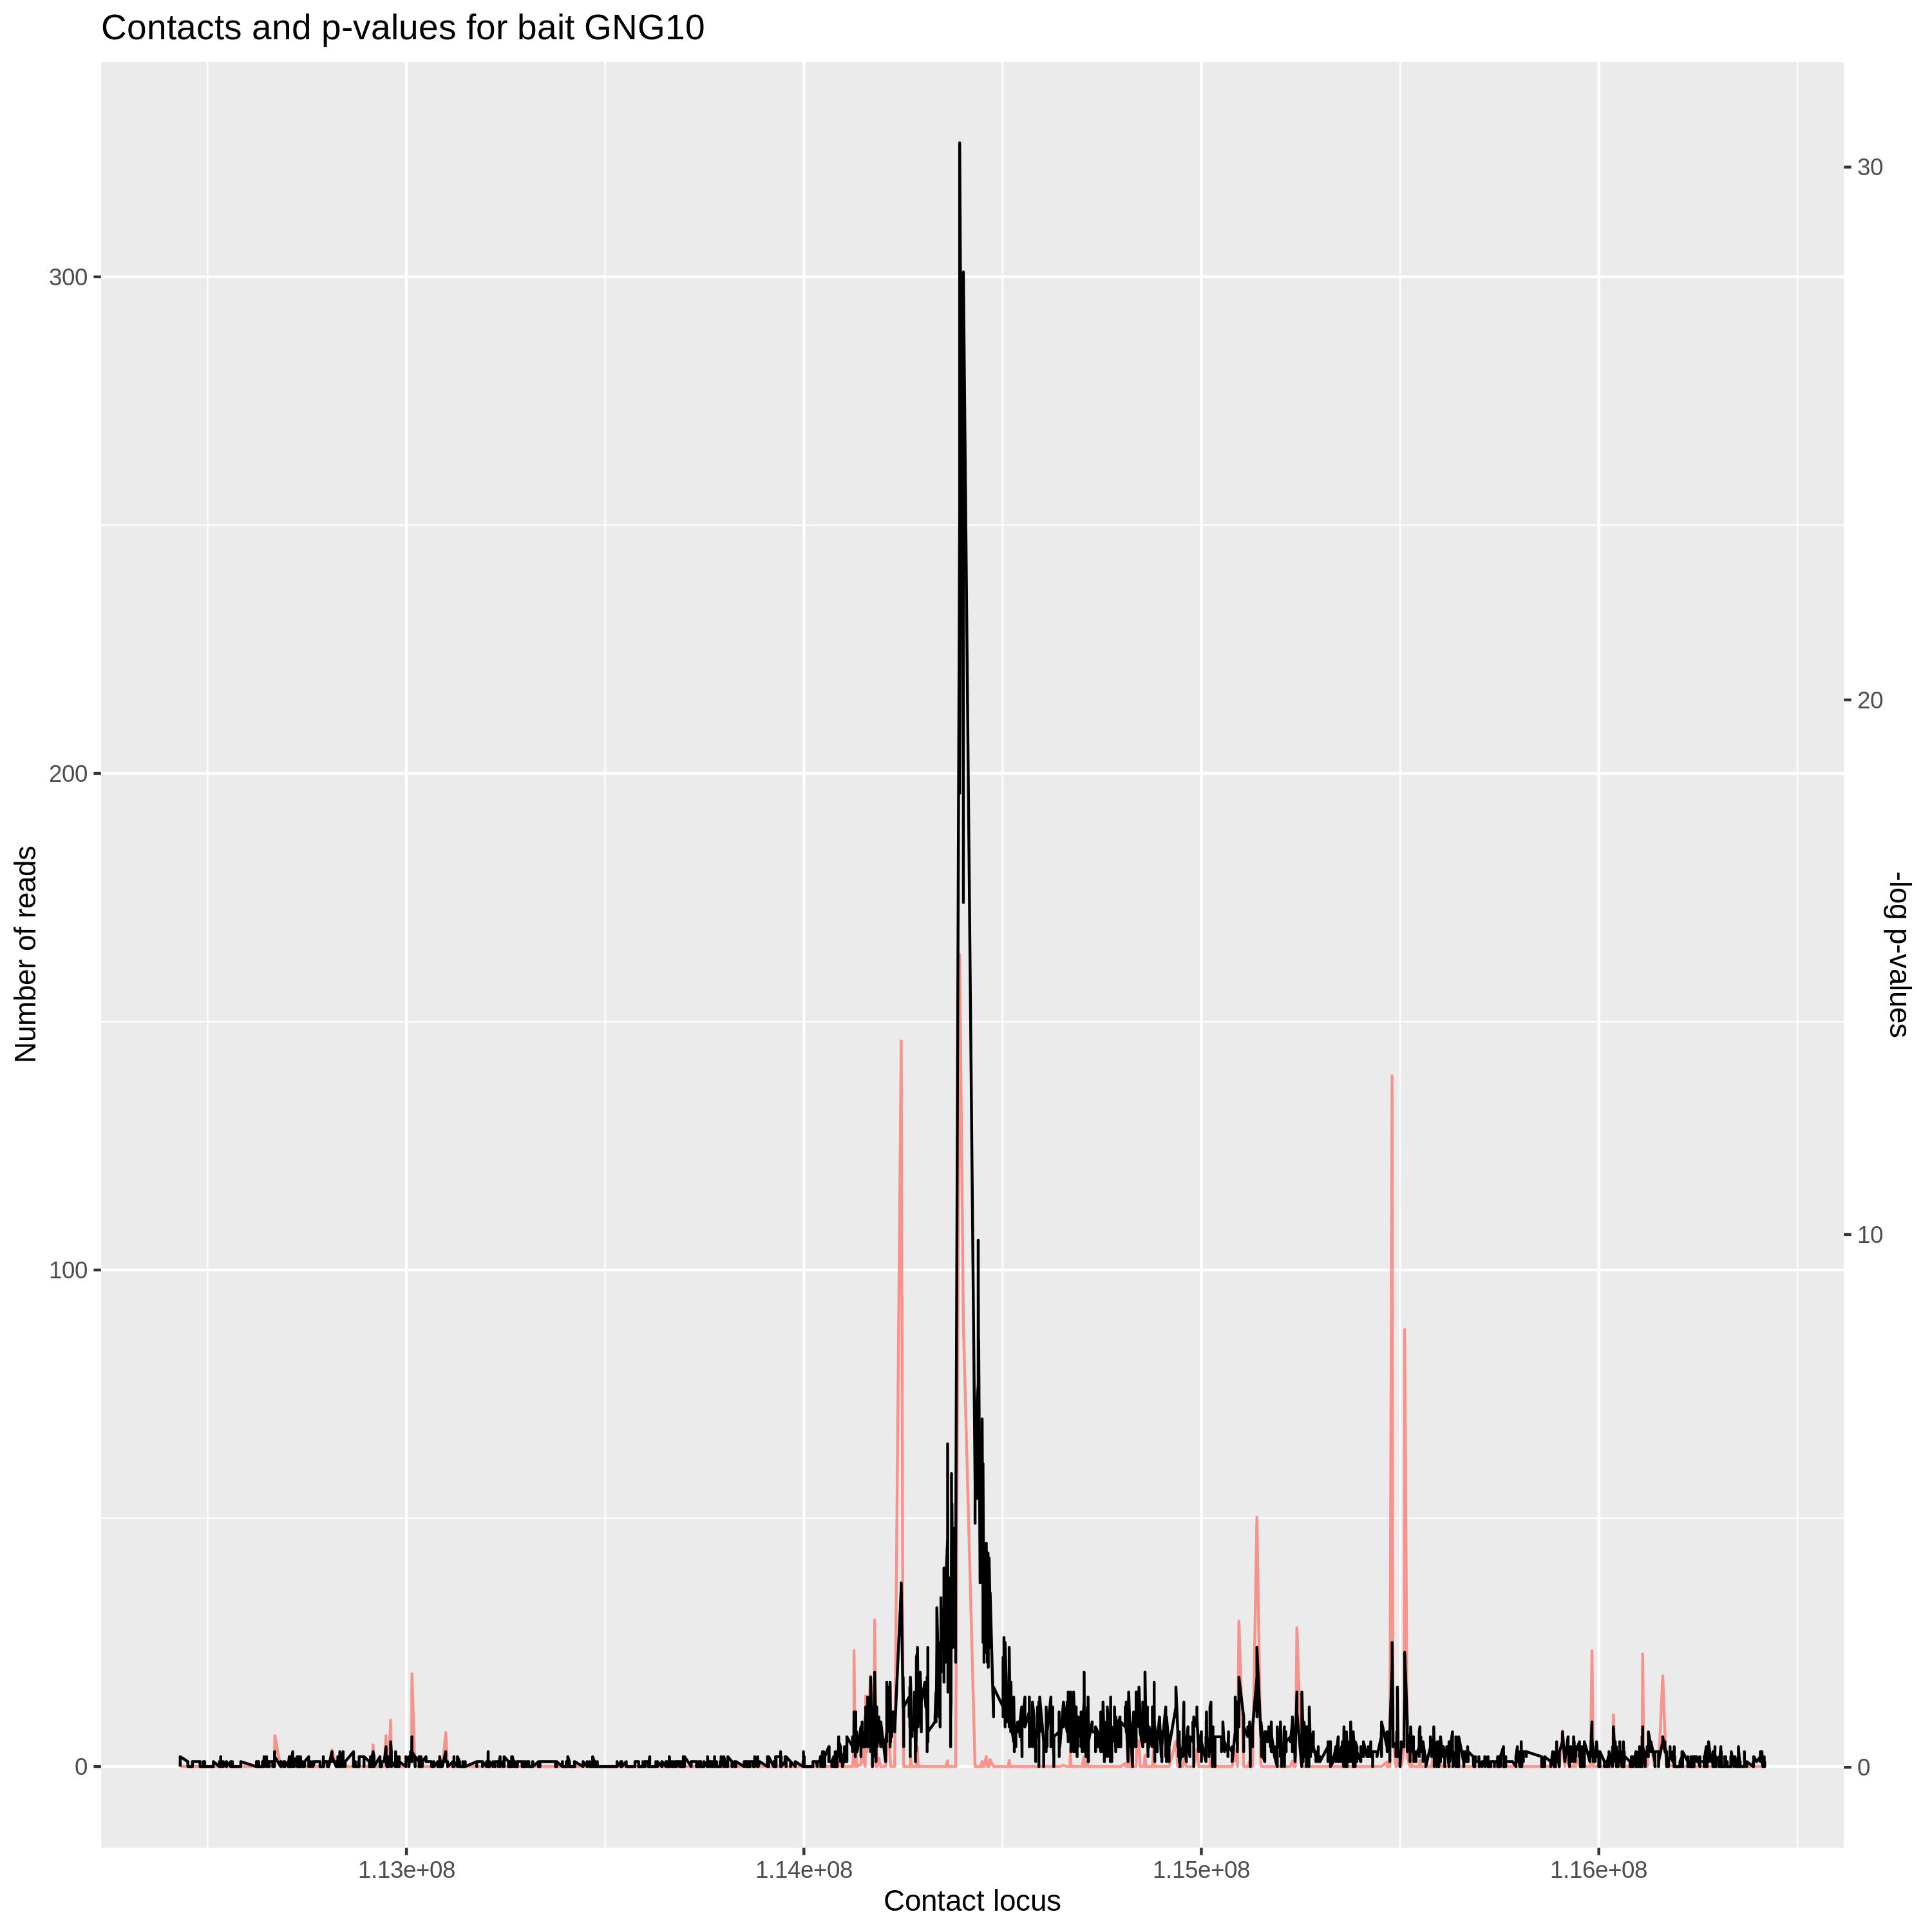 Contacts and p-values for bait GNG10
Number of reads
300
200
100
0
30
20
10
0
-log p-values
1.13e+08
1.14e+08
1.15e+08
1.16e+08
Contact locus